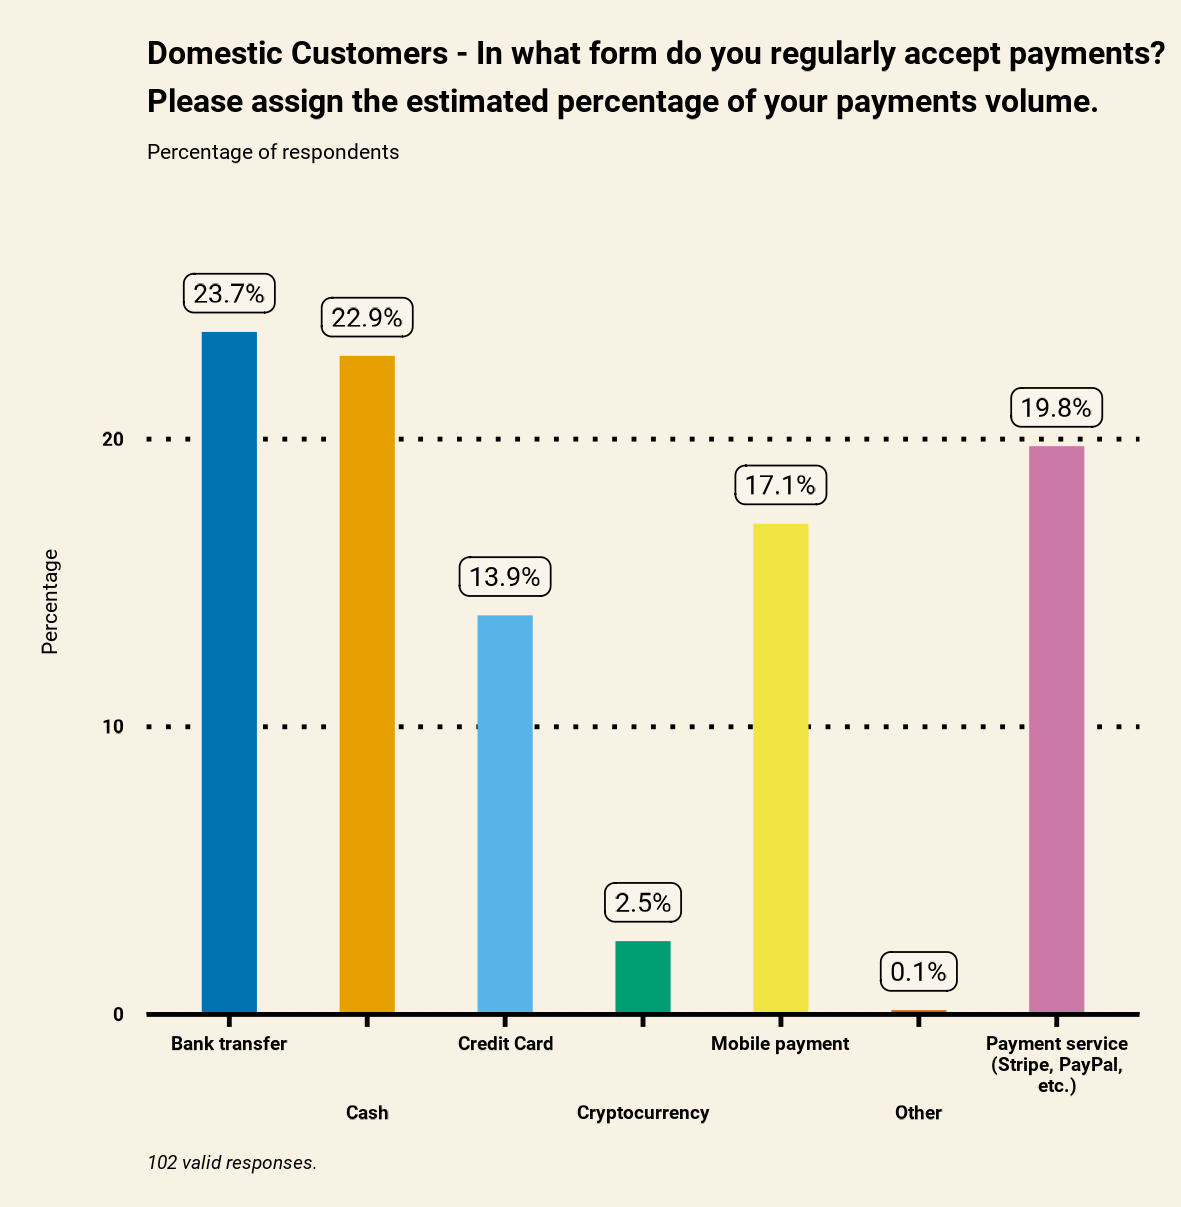 Domestic Customers - In what form do you regularly accept payments?
Please assign the estimated percentage of your payments volume.
Percentage of respondents
23.7%
22.9%
19.8%
20
17.1%
13.9%
Percentage
10
2.5%
0.1%
0
Bank transfer
Credit Card
Mobile payment
Payment service
(Stripe, PayPal,
etc.)
Cash
Cryptocurrency
Other
102 valid responses.